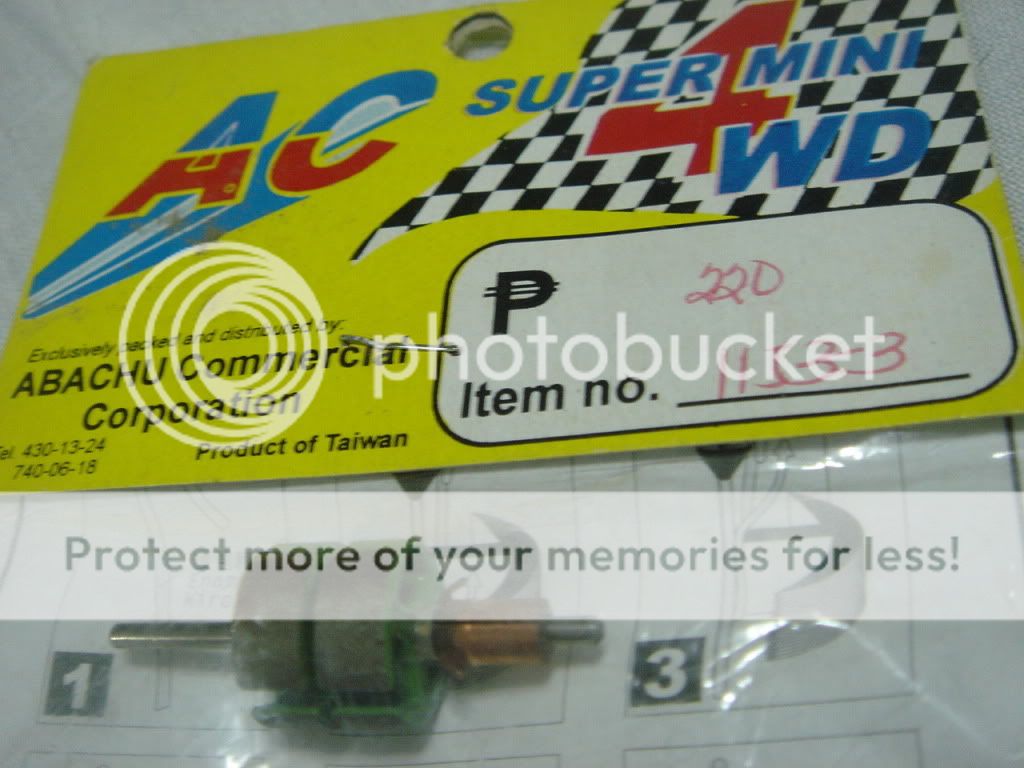 AC
SUPER MINI
4
WD
₱ 220
Exclusively packed and distributed by:
ABACHU Commercial
Corporation
Item no.
Tel. 430-13-24
740-06-18
Product of Taiwan
photobucket
Protect more of your memories for less!
1
3